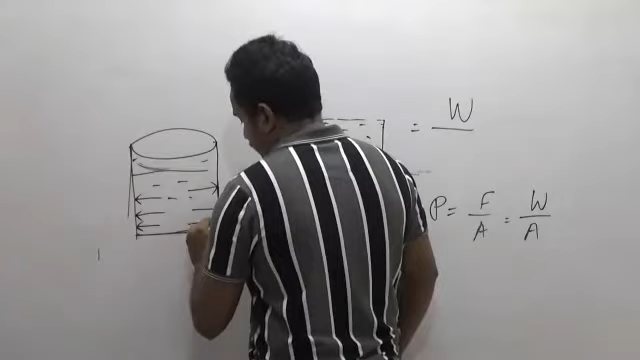 = W
P = F/A = W/A